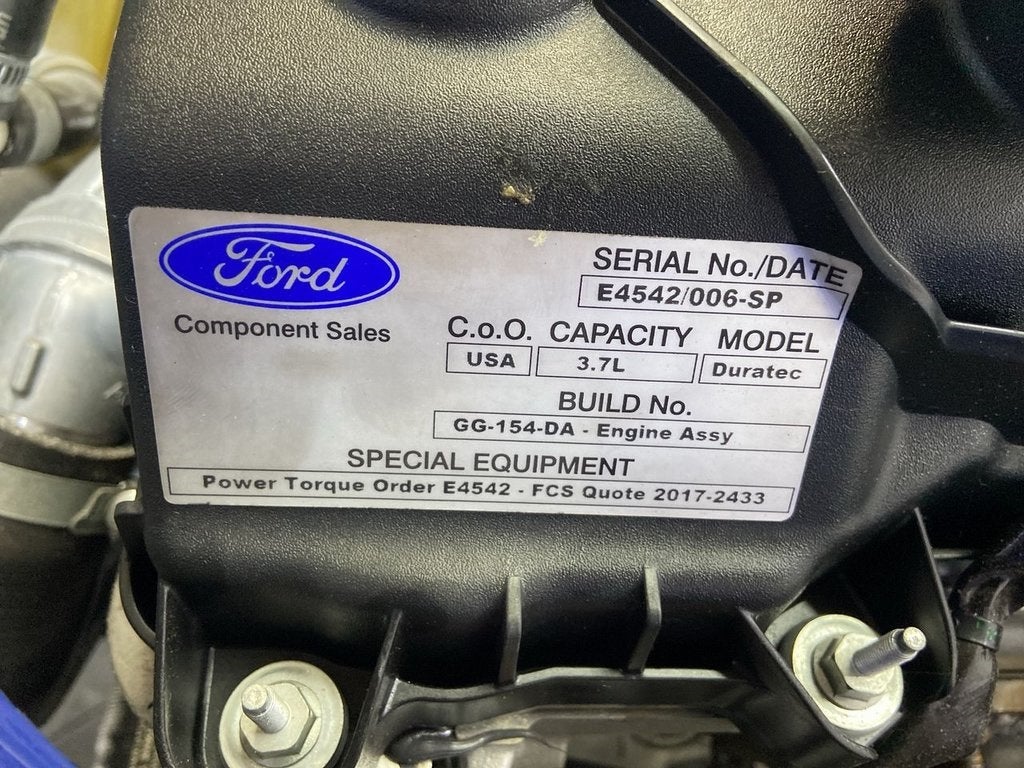 Ford
Component Sales
SERIAL No./DATE
E4542/006-SP
C.o.O. CAPACITY MODEL
USA 3.7L Duratec
BUILD No.
GG-154-DA - Engine Assy
SPECIAL EQUIPMENT
Power Torque Order E4542 - FCS Quote 2017-2433